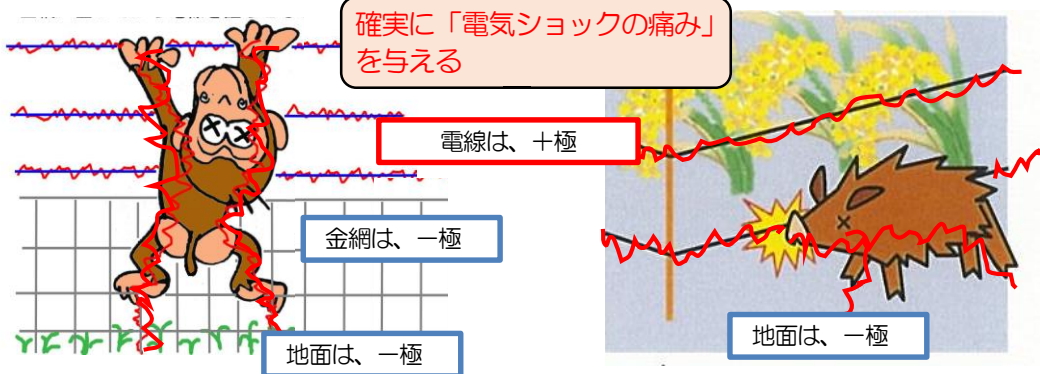 確実に「電気ショックの痛み」
を与える
電線は、＋極
金網は、－極
地面は、－極
地面は、－極